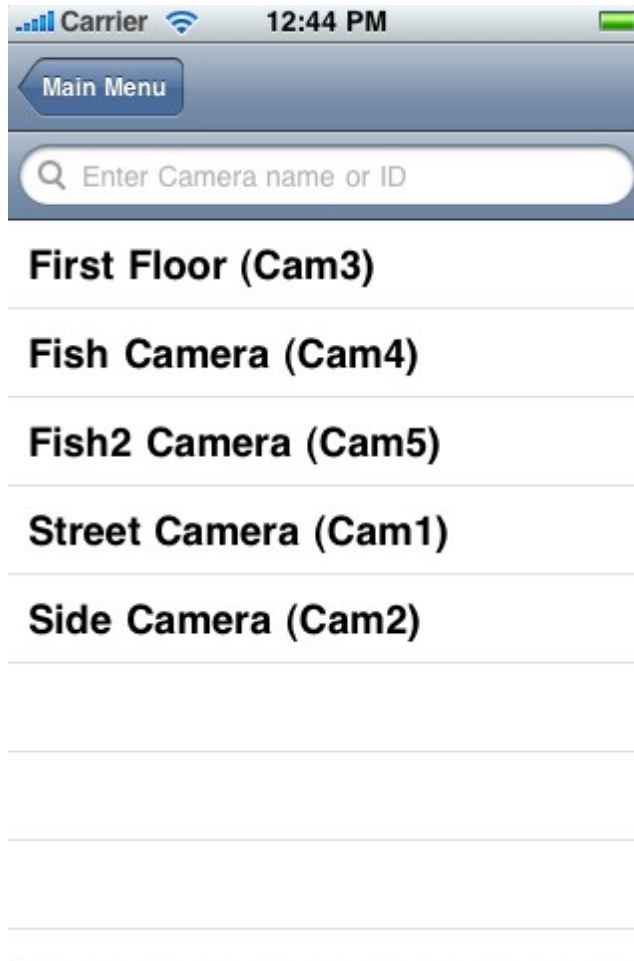 Carrier 12:44 PM
Main Menu
Enter Camera name or ID
First Floor (Cam3)
Fish Camera (Cam4)
Fish2 Camera (Cam5)
Street Camera (Cam1)
Side Camera (Cam2)